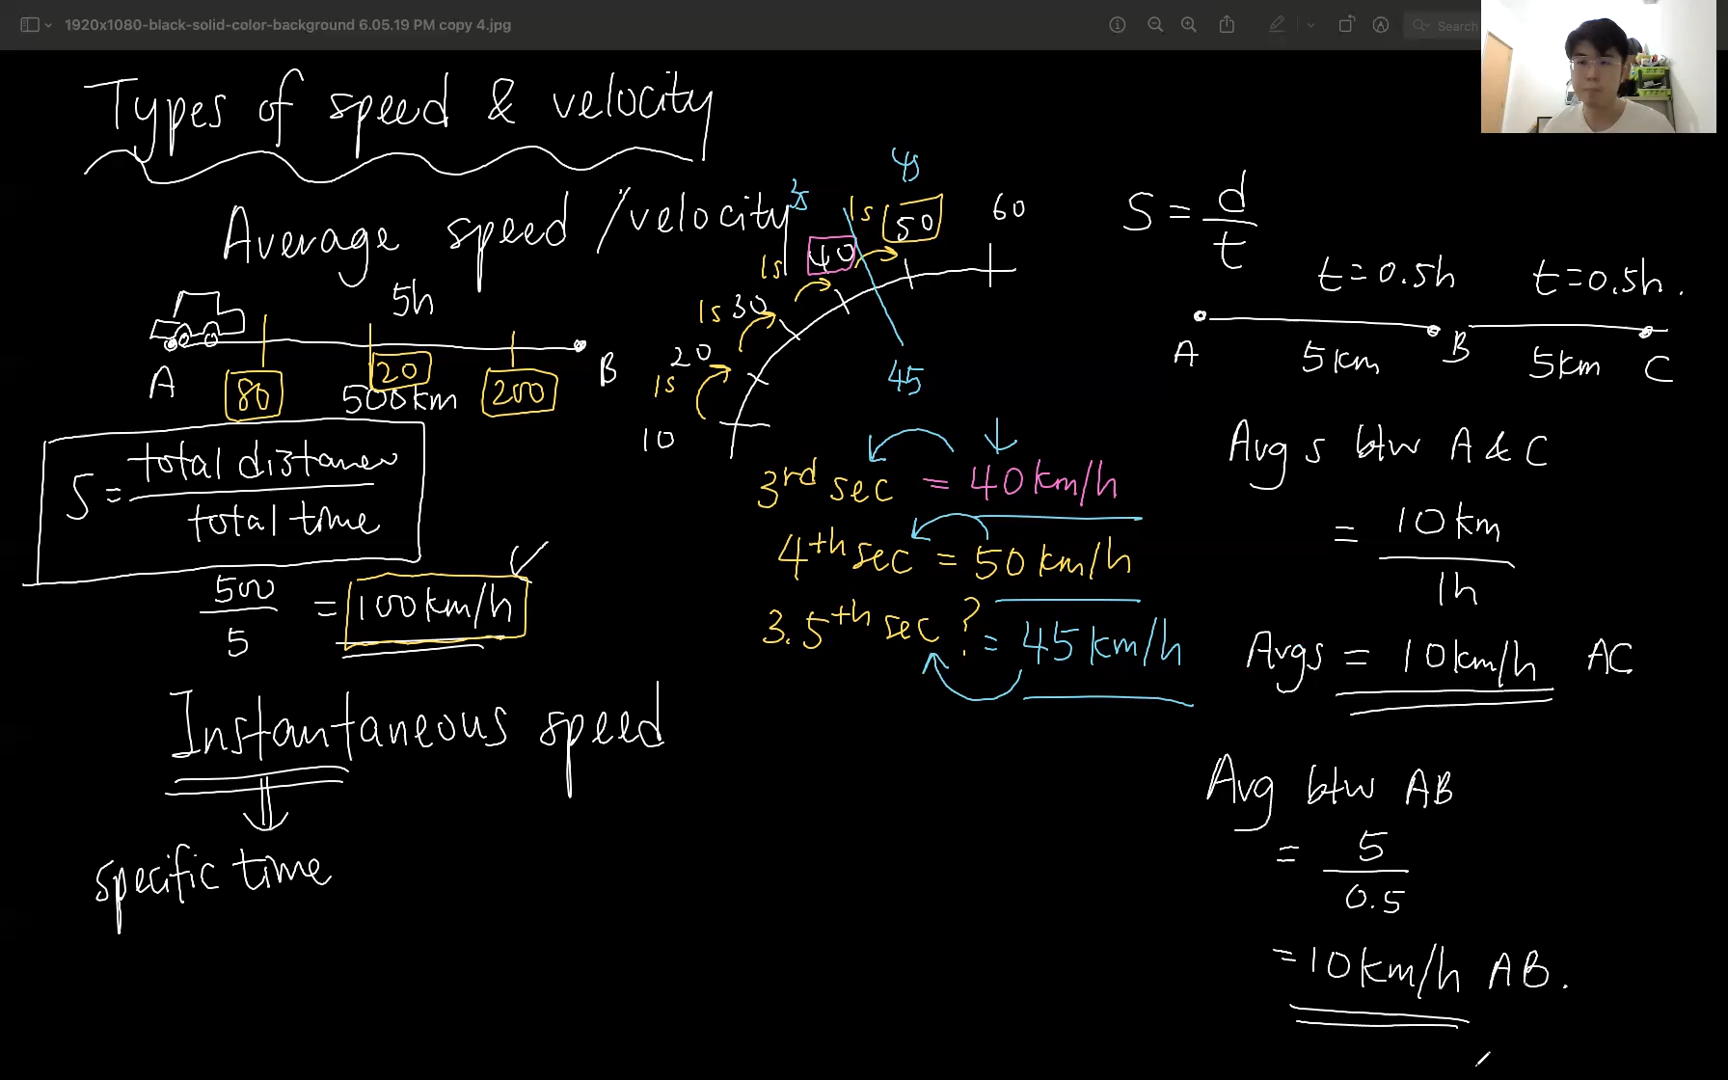 1920x1080-black-solid-color-background 6.05.19 PM copy 4.jpg
Search
Types of speed & velocity
Average speed / velocity
5h
A
B
80
20
200
500km
S = total distance
total time
500
5
= 100km/h
Instantaneous speed
specific time
10
20
30
40
50
60
1s
1s
1s
1s
4s
45
3rd sec = 40km/h
4th sec = 50km/h
3.5th sec ? = 45km/h
S = d
t
t=0.5h
t=0.5h.
A
5km
B
5km
C
Avg s btw A & C
= 10km
1h
Avg s = 10km/h AC
Avg btw AB
= 5
0.5
=10km/h AB.